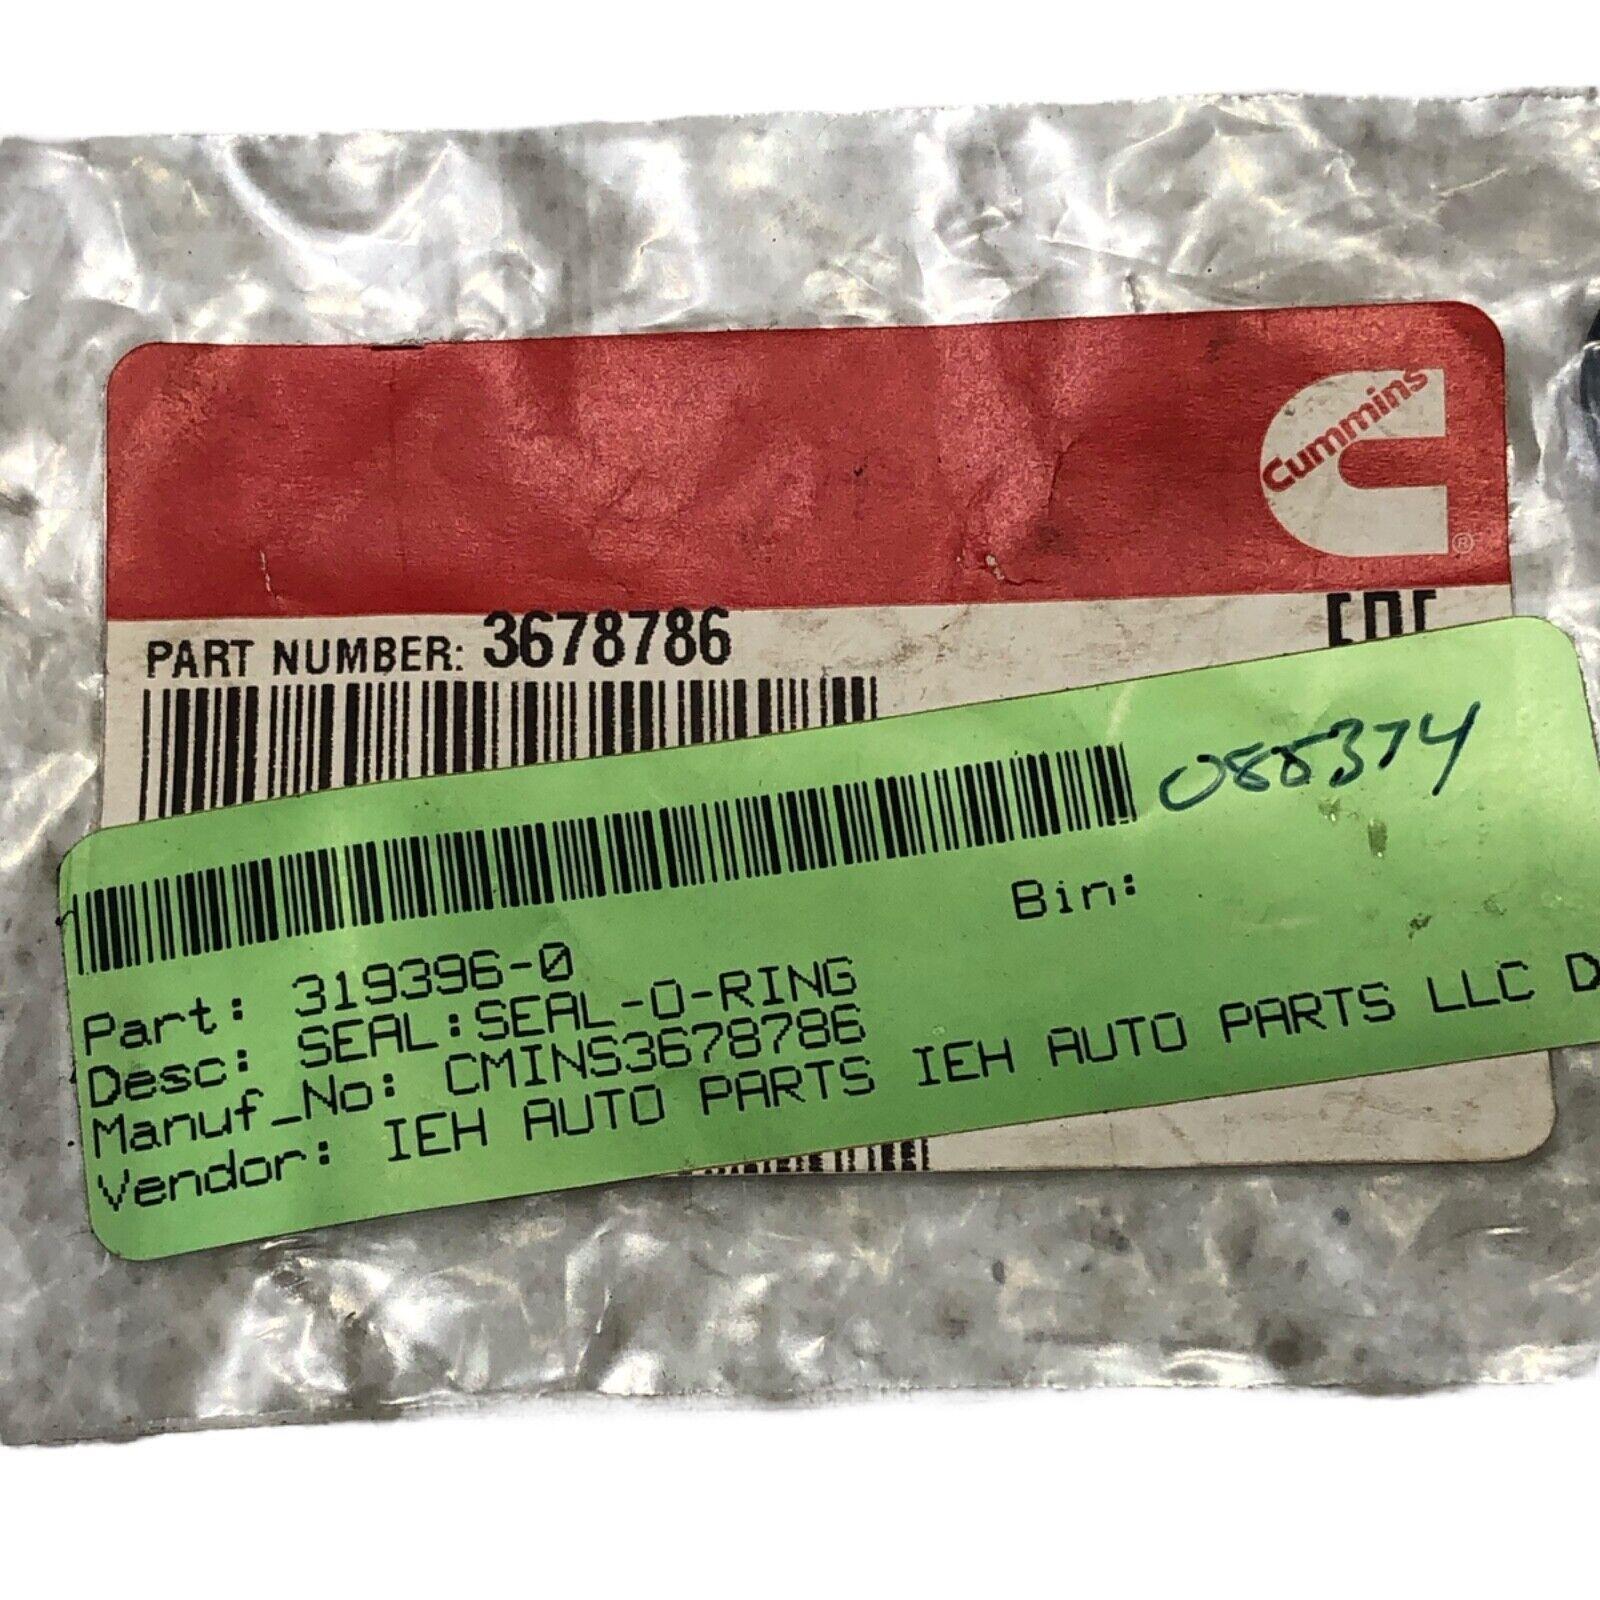 Cummins
®
PART NUMBER: 3678786
088374
Bin:
Part: 319396-0
Desc: SEAL:SEAL-O-RING
Manuf_No: CMINS3678786
Vendor: IEH AUTO PARTS IEH AUTO PARTS LLC D